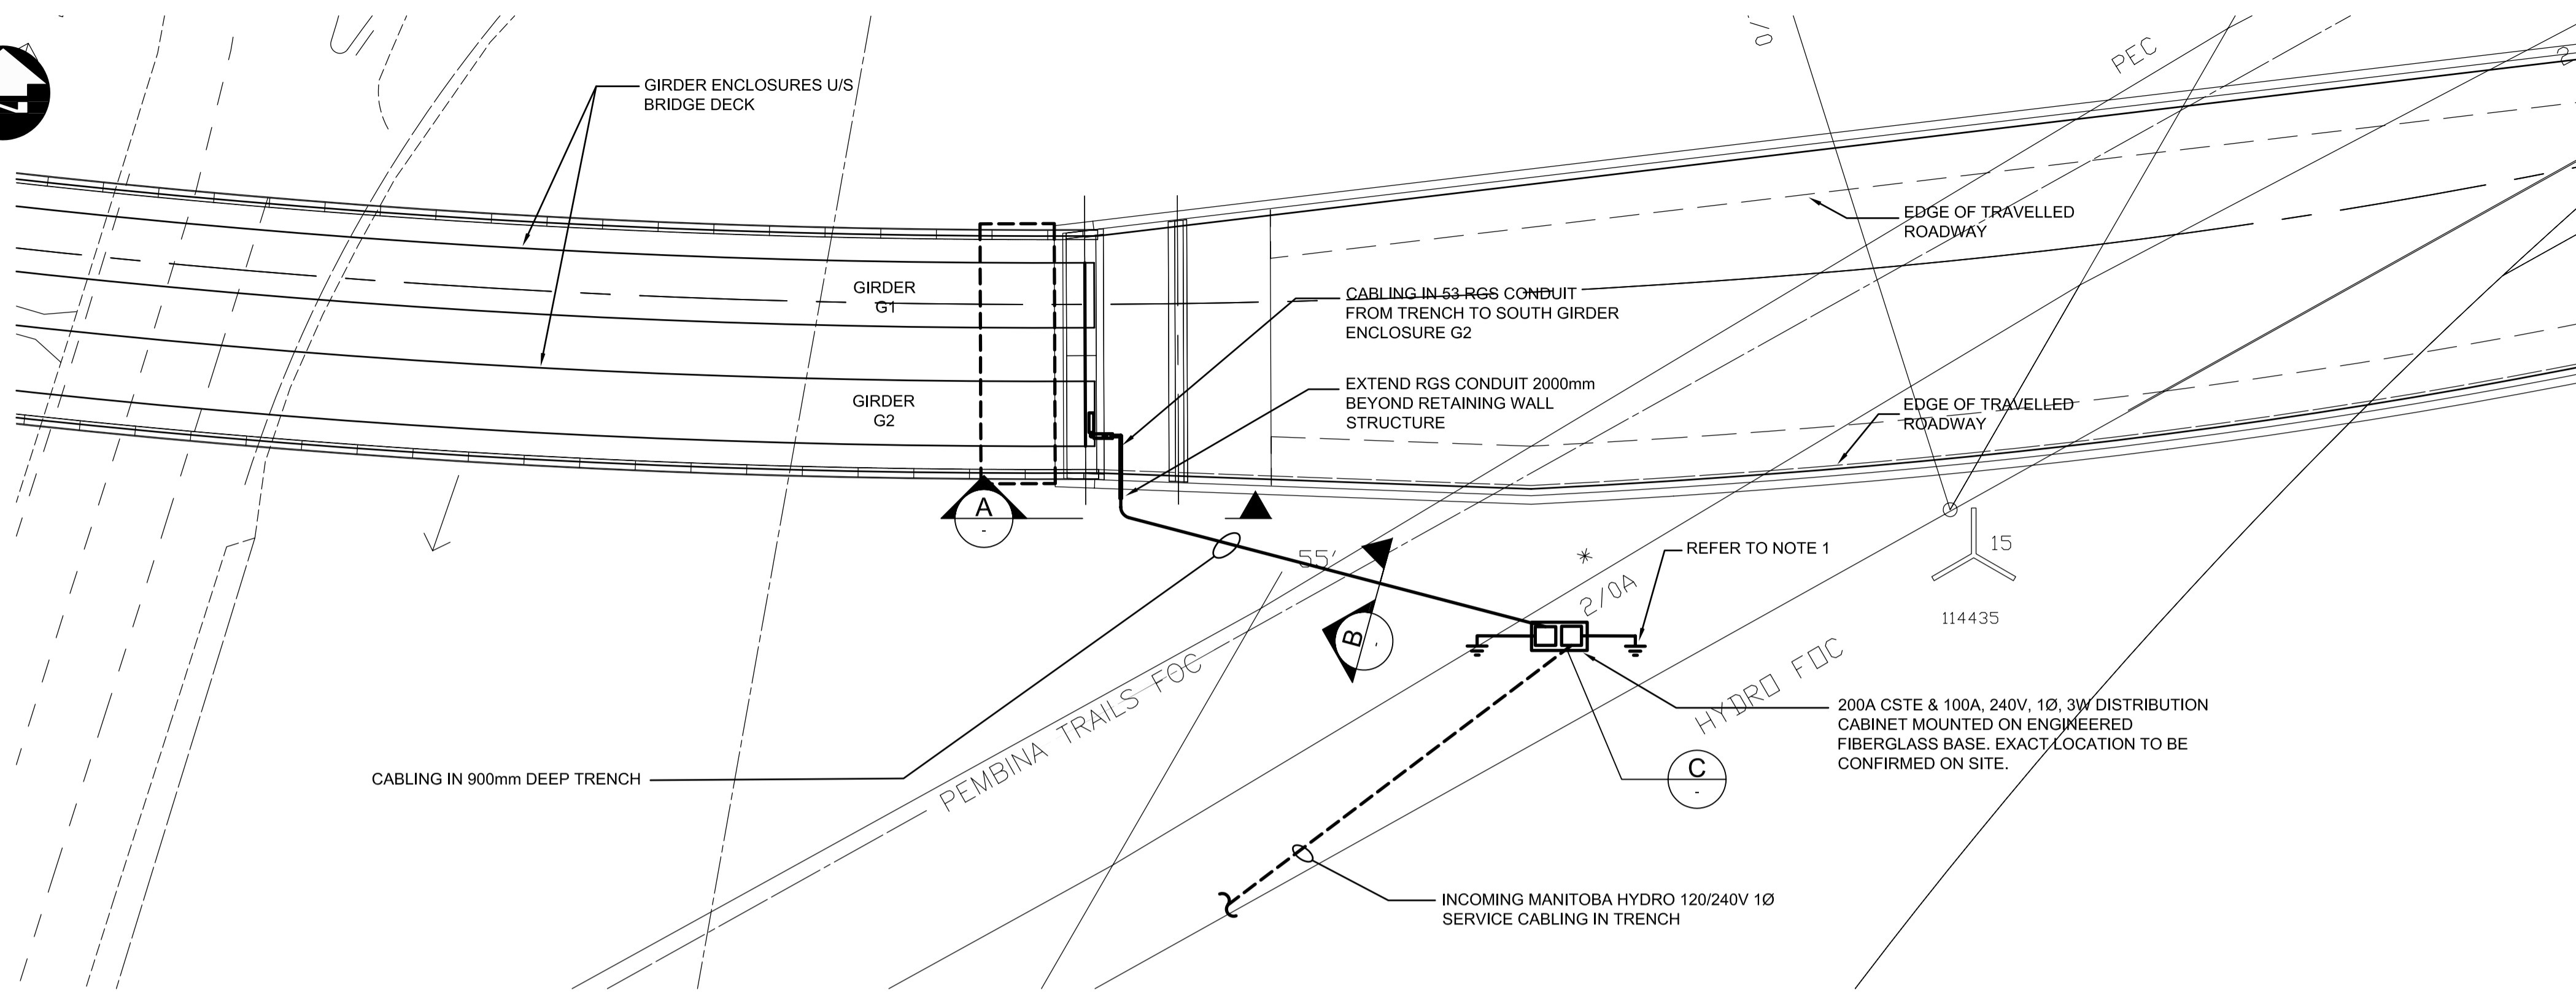 GIRDER ENCLOSURES U/S
BRIDGE DECK
PEC
EDGE OF TRAVELLED
ROADWAY
GIRDER
G1
CABLING IN 53 RGS CONDUIT
FROM TRENCH TO SOUTH GIRDER
ENCLOSURE G2
EXTEND RGS CONDUIT 2000mm
BEYOND RETAINING WALL
STRUCTURE
GIRDER
G2
EDGE OF TRAVELLED
ROADWAY
A
-
55'
REFER TO NOTE 1
15
*
2/0A
114435
B
-
HYDRO FOC
PEMBINA TRAILS FOC
200A CSTE & 100A, 240V, 1Ø, 3W DISTRIBUTION
CABINET MOUNTED ON ENGINEERED
FIBERGLASS BASE. EXACT LOCATION TO BE
CONFIRMED ON SITE.
C
-
CABLING IN 900mm DEEP TRENCH
INCOMING MANITOBA HYDRO 120/240V 1Ø
SERVICE CABLING IN TRENCH